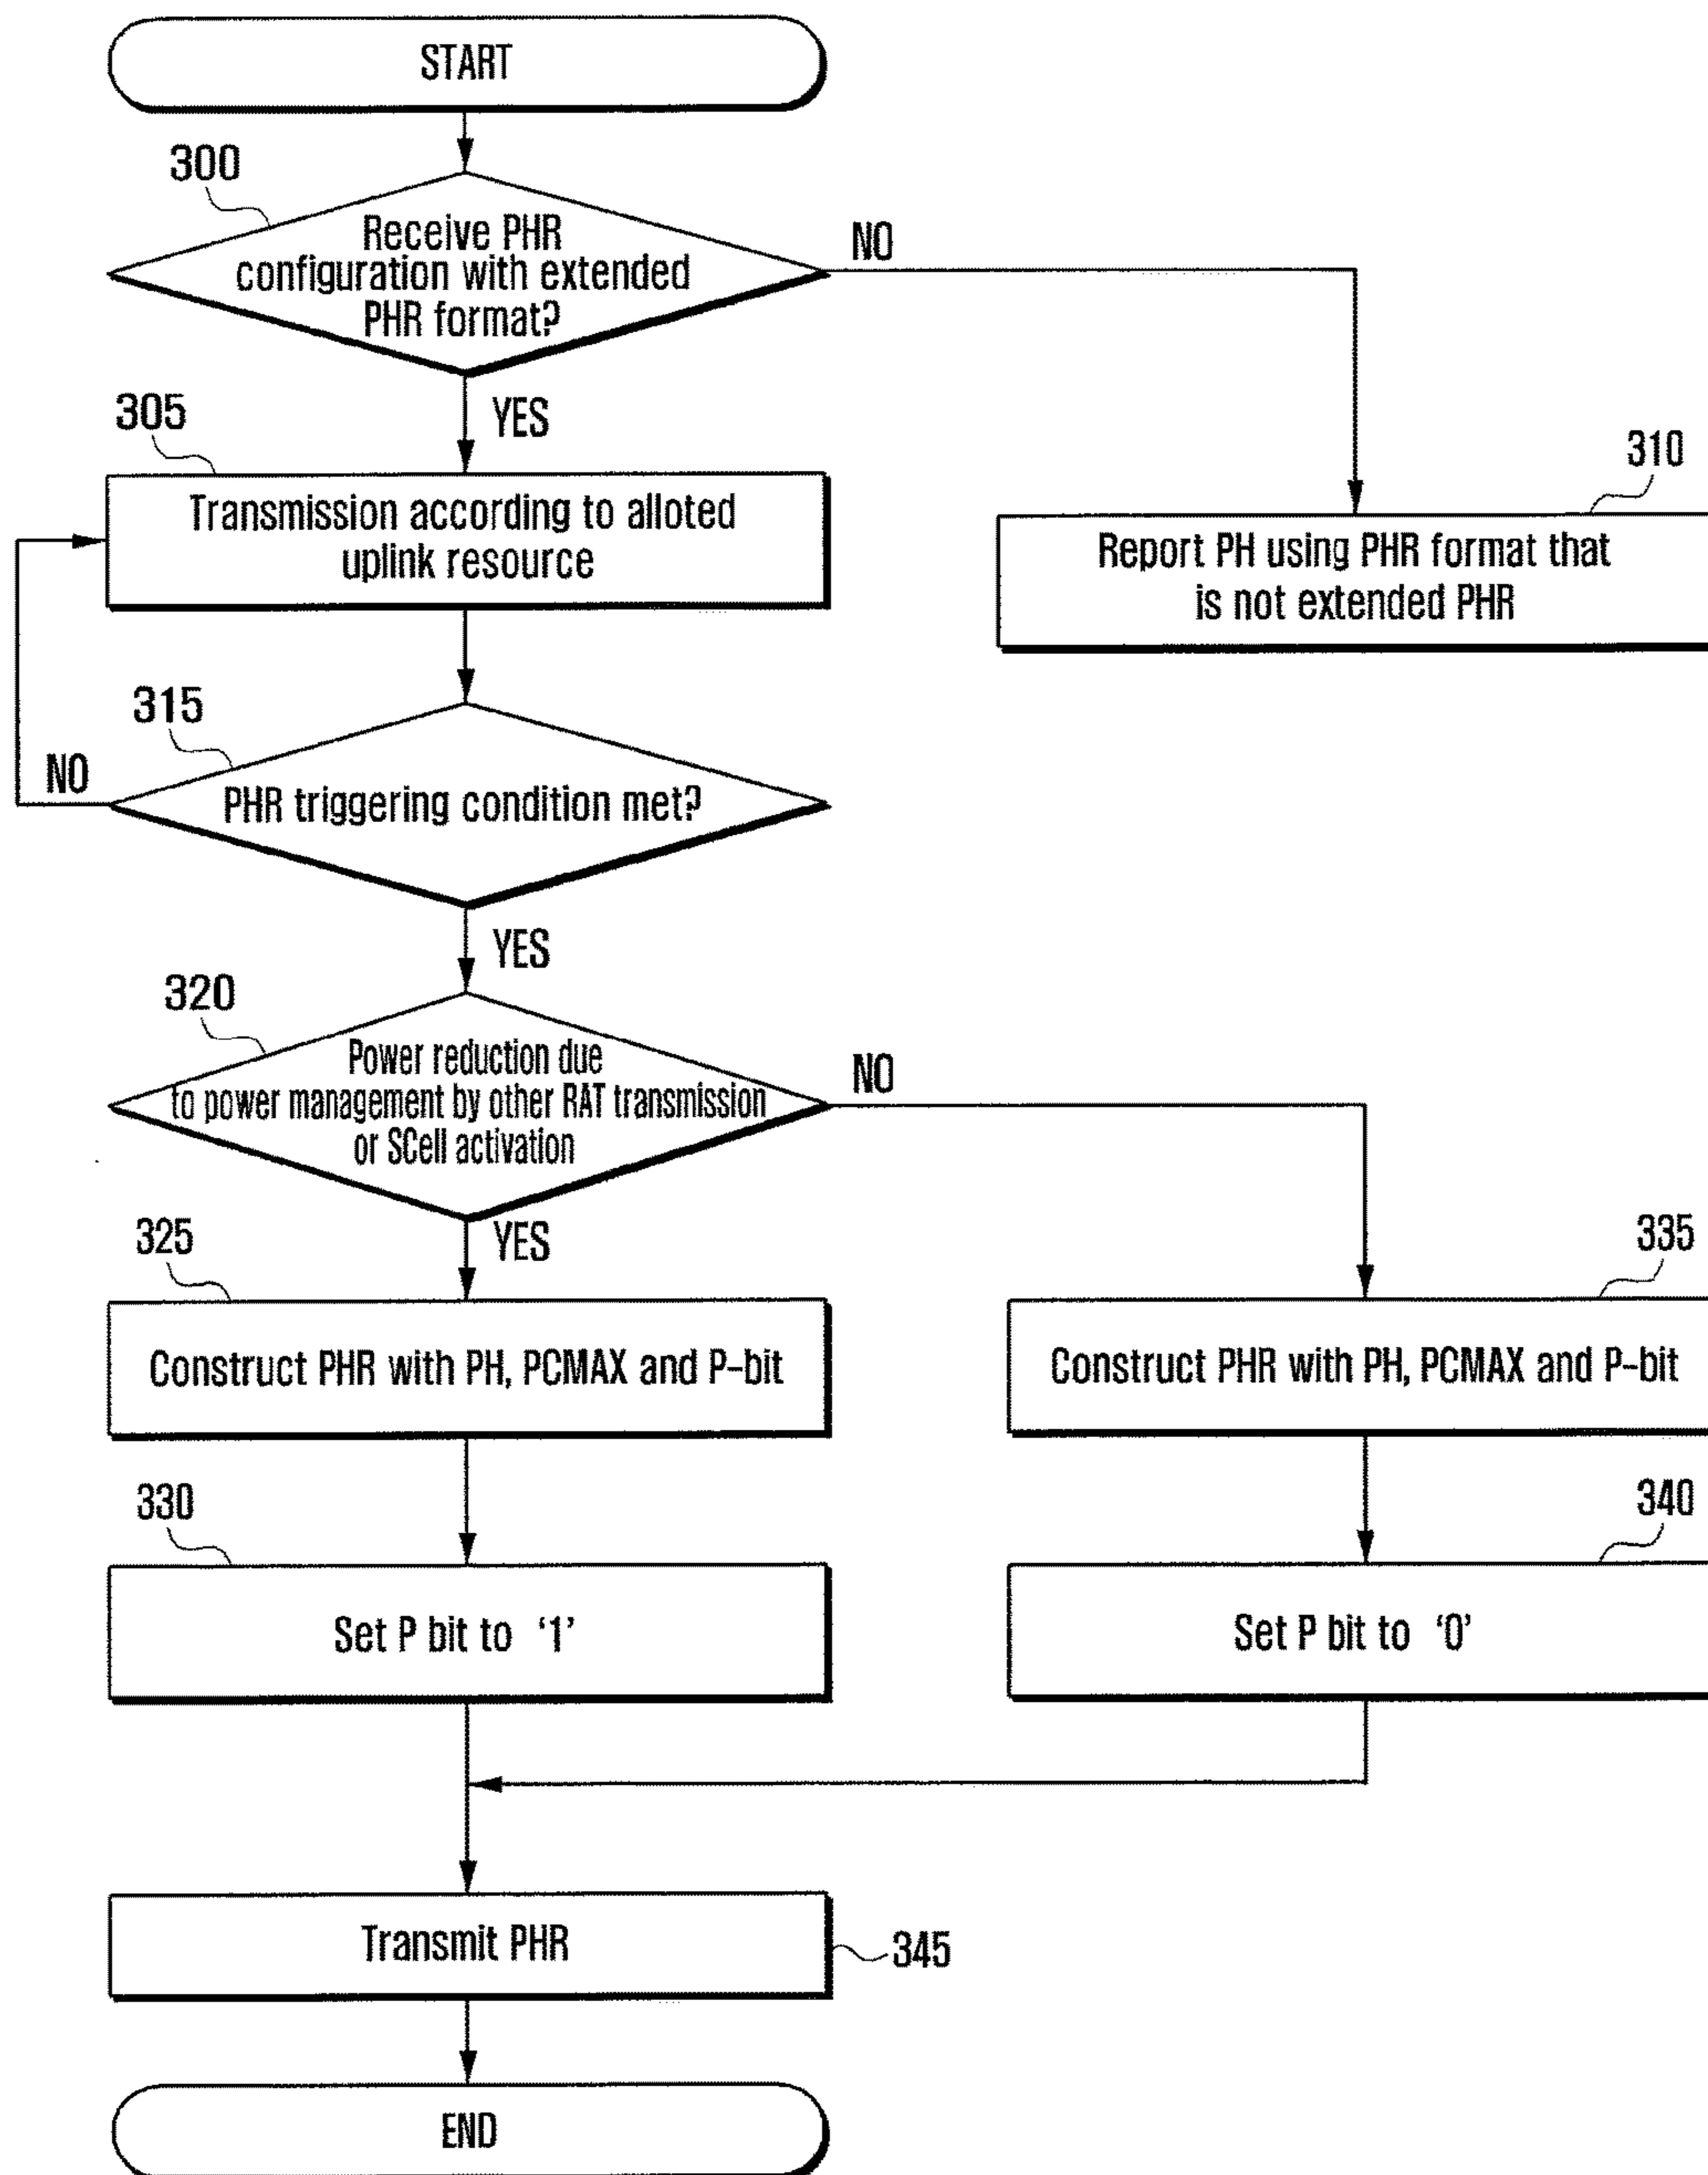 START
300
Receive PHR
configuration with extended
PHR format?
NO
YES
305
Transmission according to alloted
uplink resource
310
Report PH using PHR format that
is not extended PHR
315
NO
PHR triggering condition met?
YES
320
Power reduction due
to power management by other RAT transmission
or SCell activation
NO
YES
325
Construct PHR with PH, PCMAX and P-bit
335
Construct PHR with PH, PCMAX and P-bit
330
Set P bit to '1'
340
Set P bit to '0'
Transmit PHR
345
END